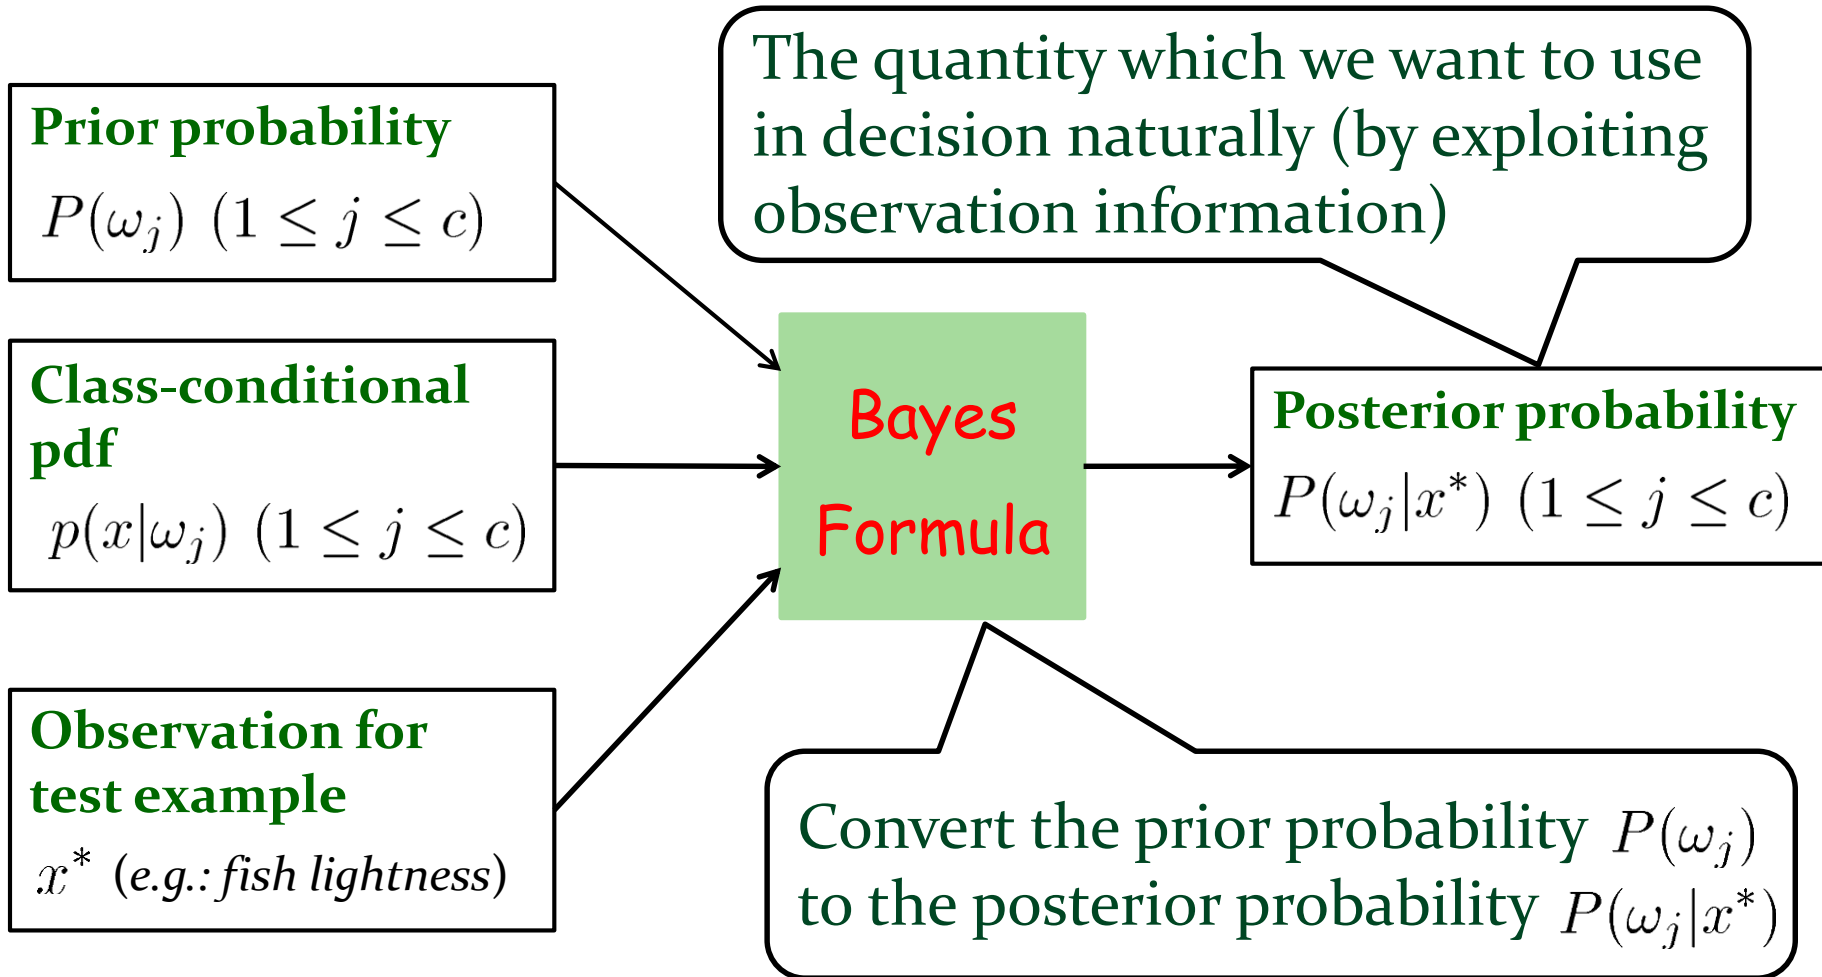 The quantity which we want to use
in decision naturally (by exploiting
observation information)
Prior probability
P(ω_j) (1 ≤ j ≤ c)
Class-conditional
pdf
p(x|ω_j) (1 ≤ j ≤ c)
Observation for
test example
x* (e.g.: fish lightness)
Bayes
Formula
Posterior probability
P(ω_j|x*) (1 ≤ j ≤ c)
Convert the prior probability P(ω_j)
to the posterior probability P(ω_j|x*)